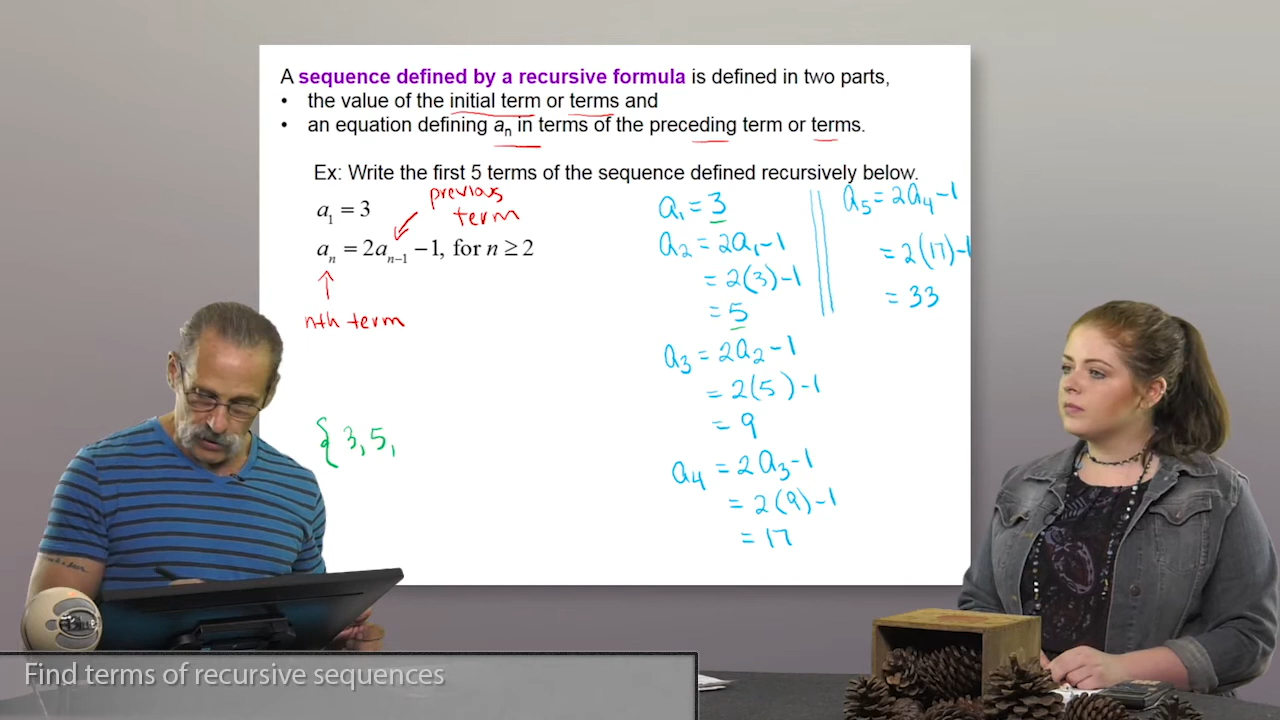 A sequence defined by a recursive formula is defined in two parts,
• the value of the initial term or terms and
• an equation defining aₙ in terms of the preceding term or terms.
Ex: Write the first 5 terms of the sequence defined recursively below.
a₁ = 3
aₙ = 2aₙ₋₁ − 1, for n ≥ 2
previous
term
nth term
{ 3, 5,
a₁ = 3
a₂ = 2a₁ − 1
= 2(3) − 1
= 5
a₃ = 2a₂ − 1
= 2(5) − 1
= 9
a₄ = 2a₃ − 1
= 2(9) − 1
= 17
a₅ = 2a₄ − 1
= 2(17) − 1
= 33
Find terms of recursive sequences